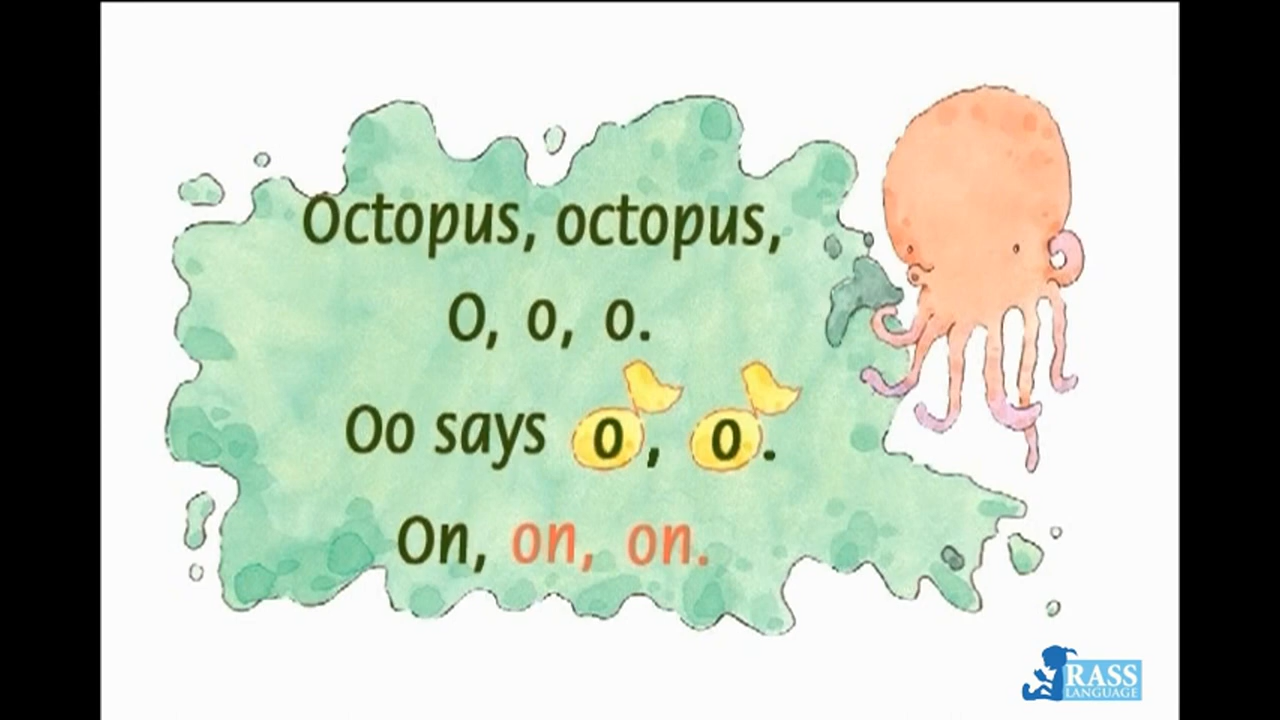 Octopus, octopus,
O, o, o.
Oo says o, o.
On, on, on.
RASS
LANGUAGE